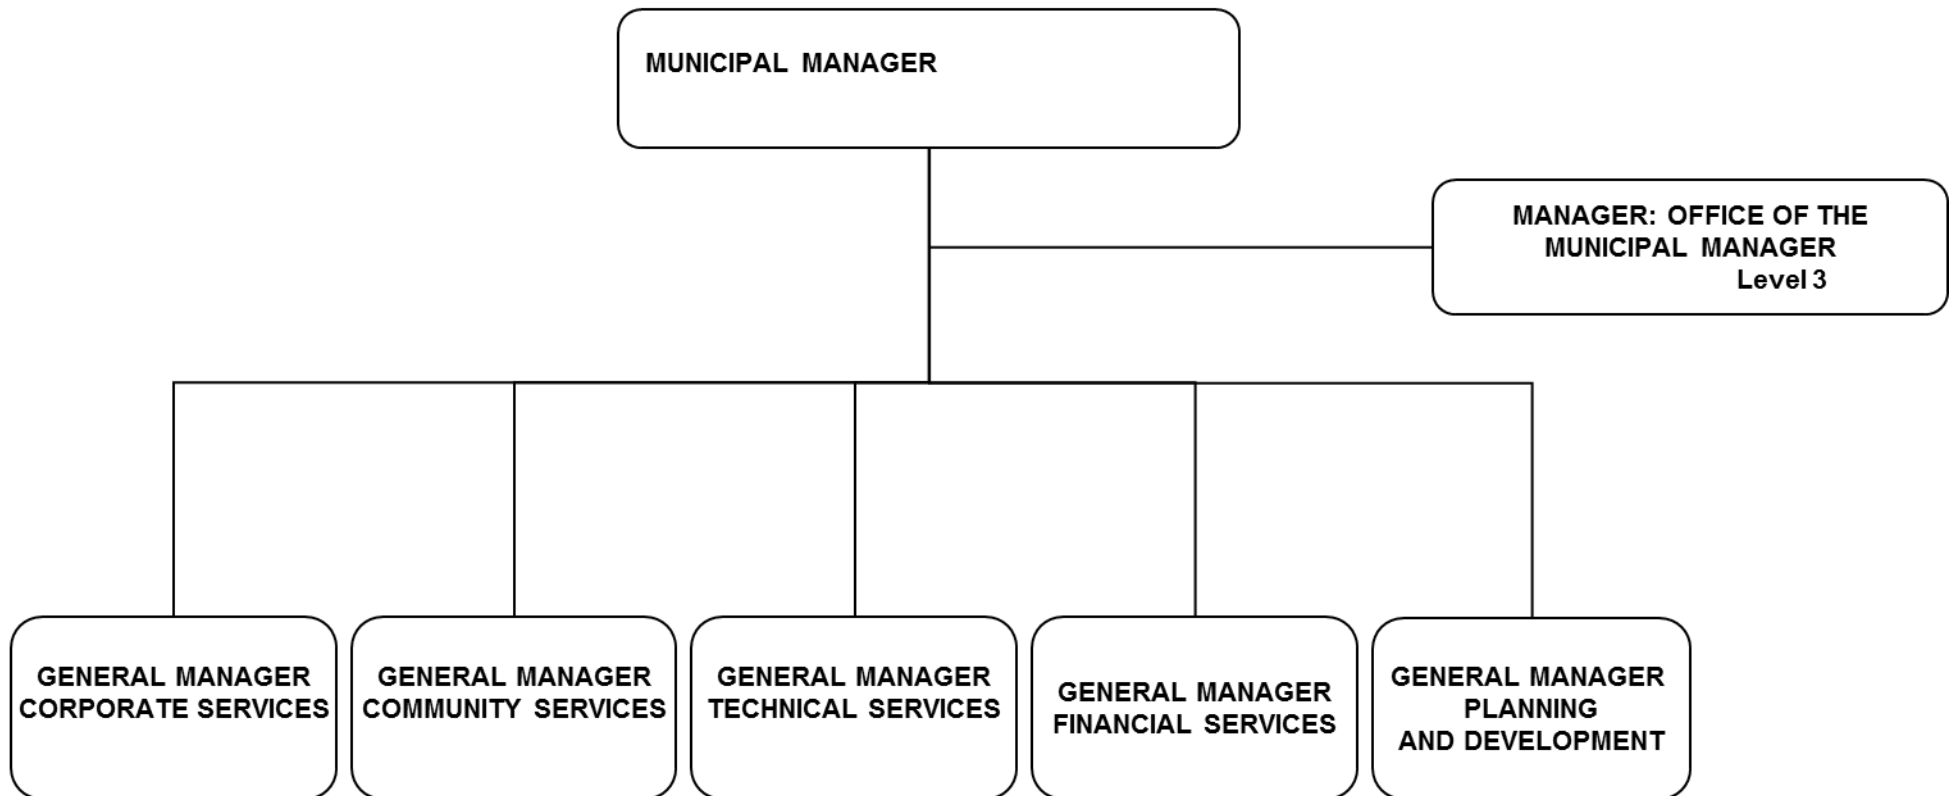 MUNICIPAL MANAGER
MANAGER: OFFICE OF THE
MUNICIPAL MANAGER
Level 3
GENERAL MANAGER
CORPORATE SERVICES
GENERAL MANAGER
COMMUNITY SERVICES
GENERAL MANAGER
TECHNICAL SERVICES
GENERAL MANAGER
FINANCIAL SERVICES
GENERAL MANAGER
PLANNING
AND DEVELOPMENT